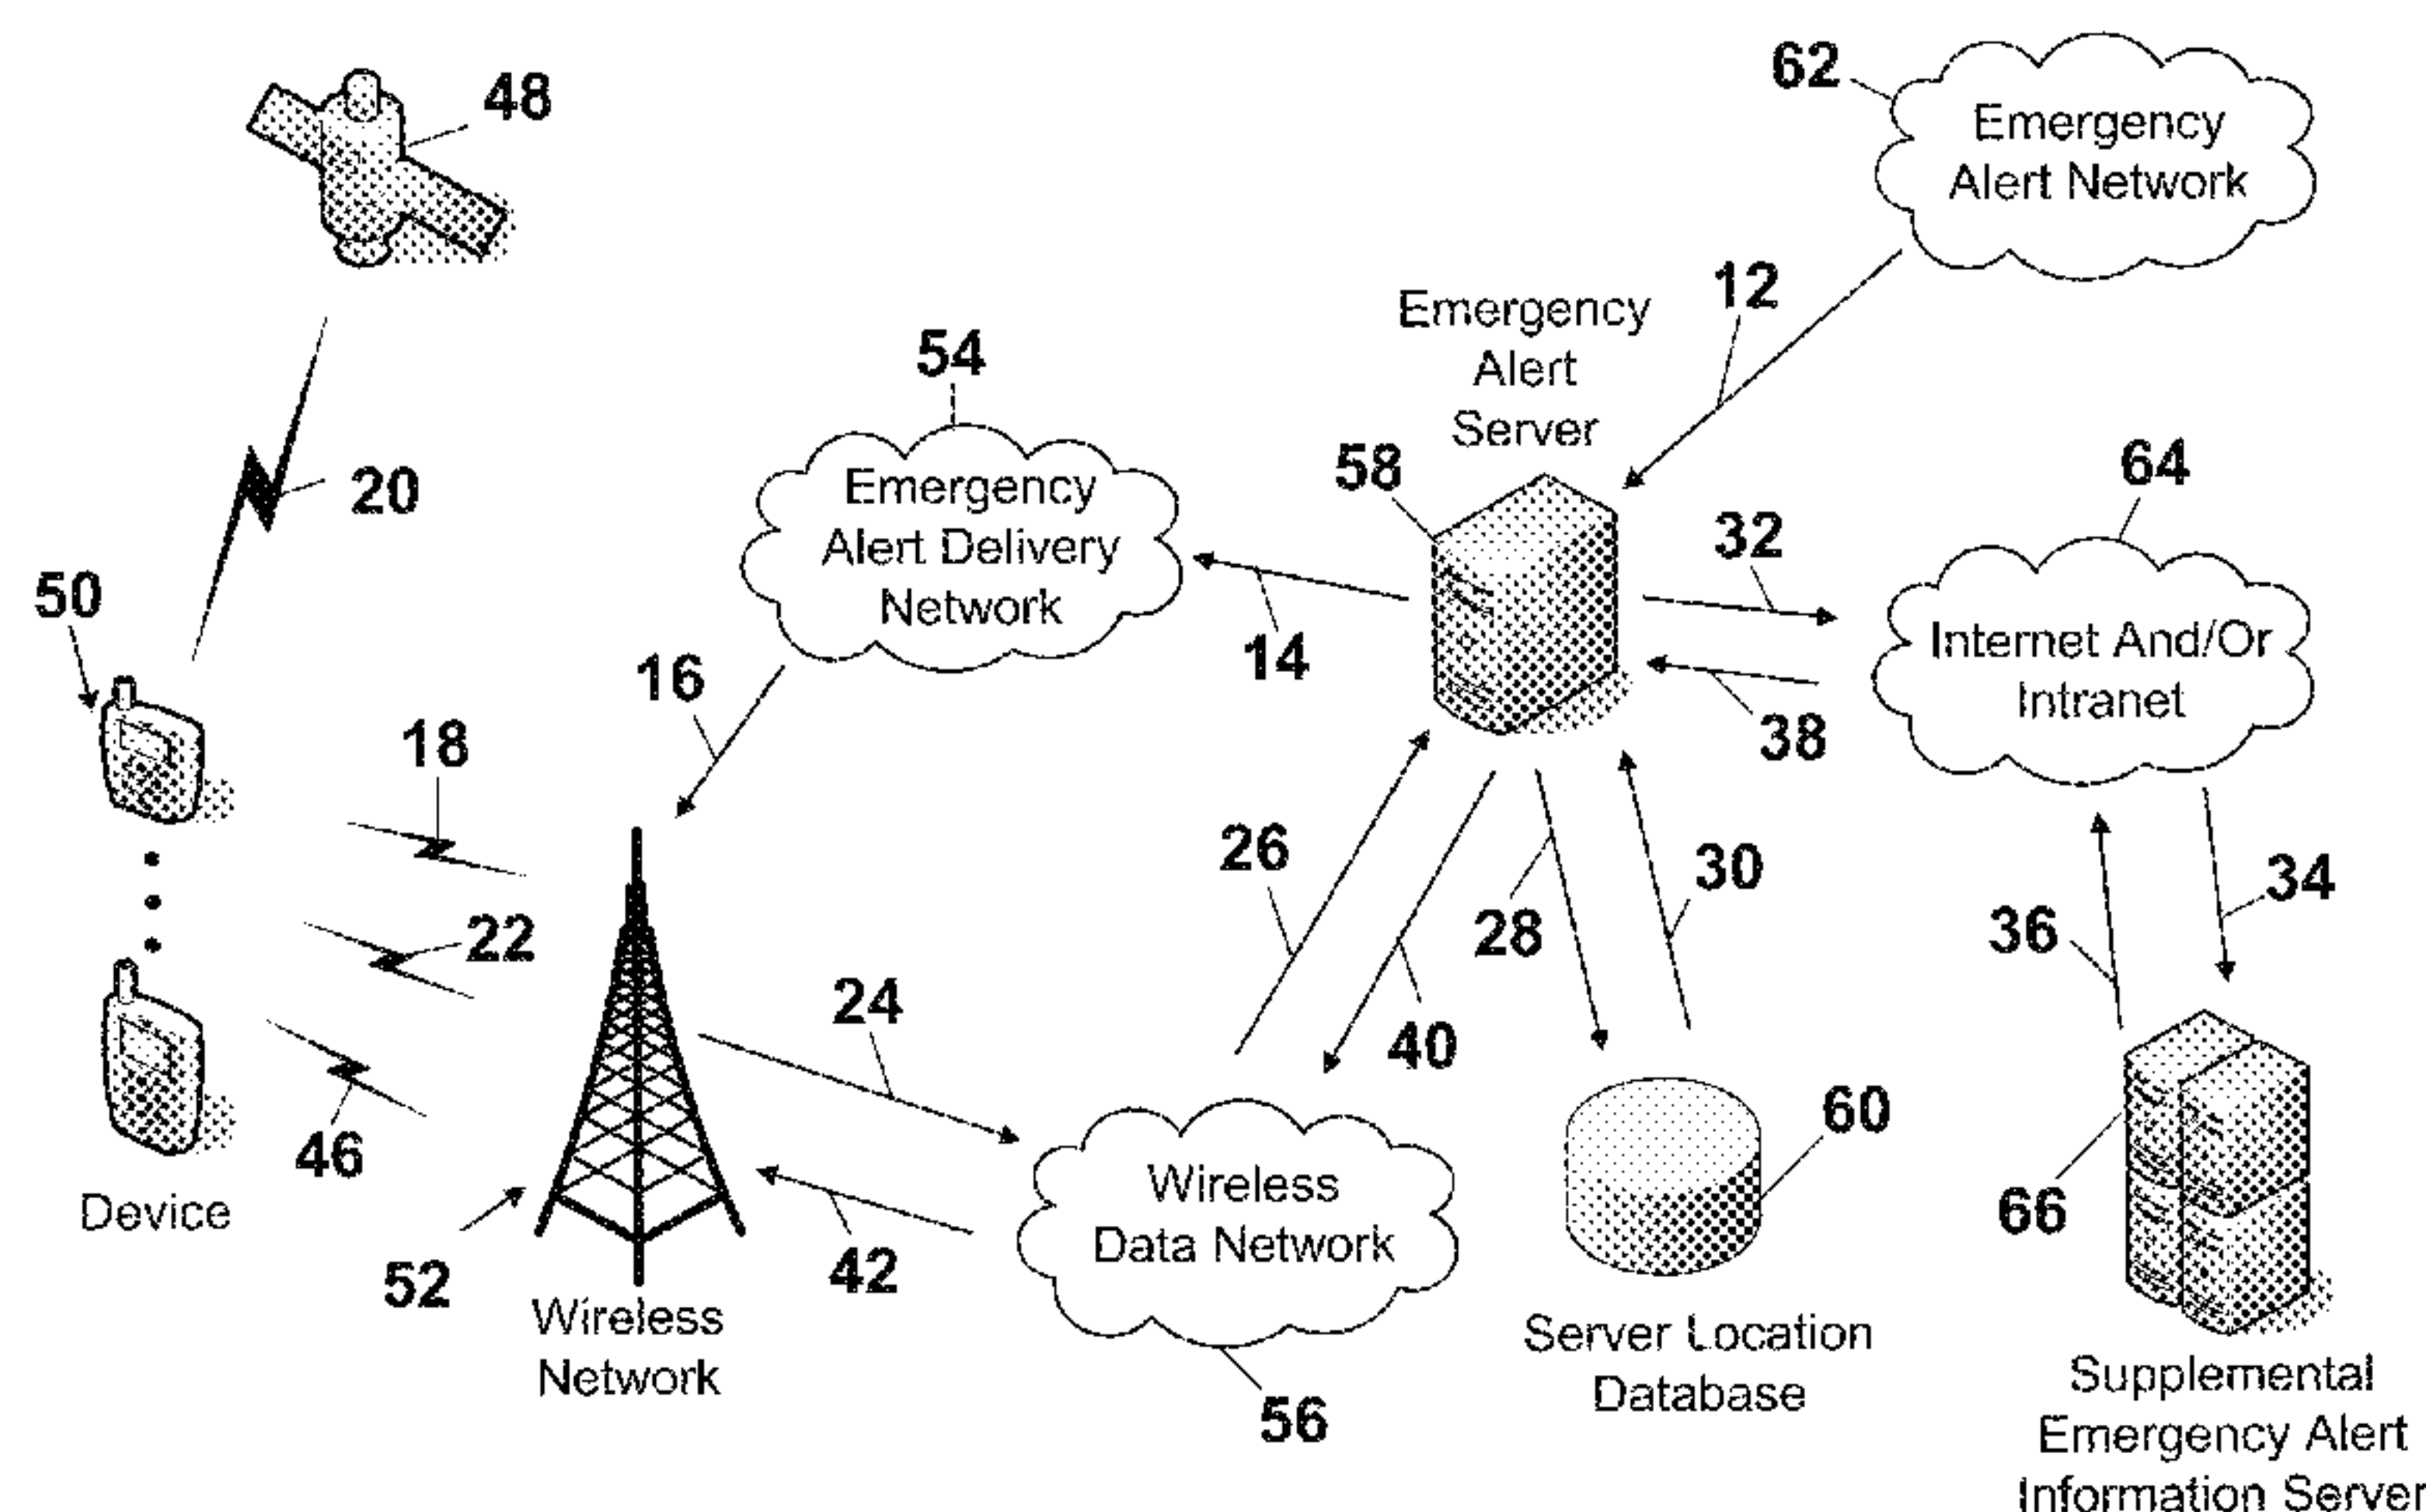 48
62
Emergency
Alert Network
12
Emergency
Alert
Server
54
58
64
20
Emergency
Alert Delivery
Network
32
50
14
Internet And/Or
Intranet
16
18
38
26
30
28
34
22
36
24
40
60
46
Wireless
Data Network
66
Device
52
42
Wireless
Network
Server Location
Database
56
Supplemental
Emergency Alert
Information Server